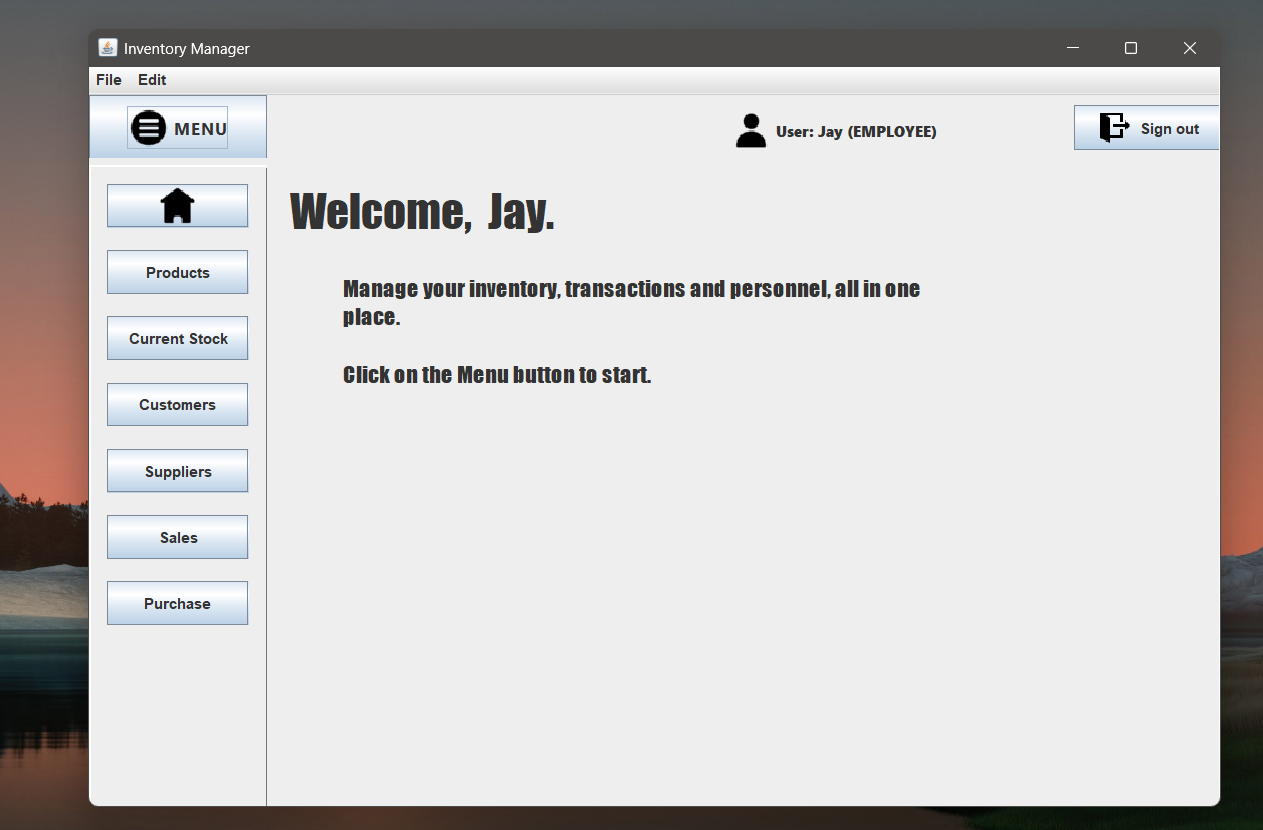 Inventory Manager
File Edit
MENU
User: Jay (EMPLOYEE)
Sign out
Welcome, Jay.
Manage your inventory, transactions and personnel, all in one
place.
Click on the Menu button to start.
Products
Current Stock
Customers
Suppliers
Sales
Purchase